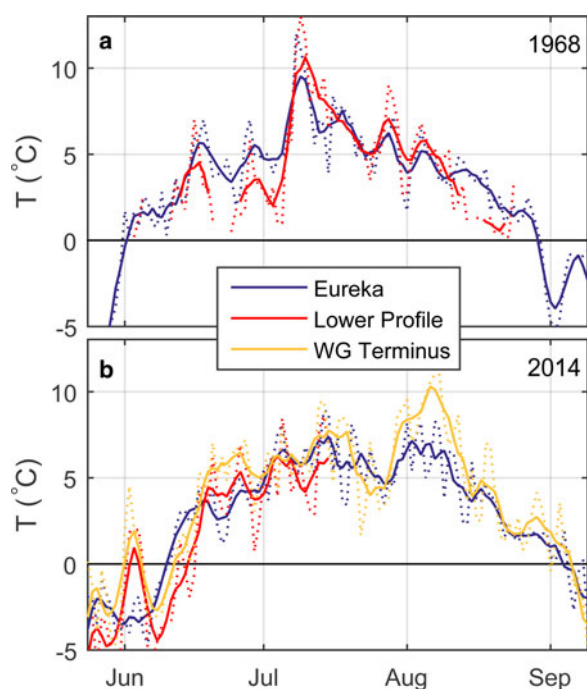 a
1968
T (°C)
10
5
0
-5
Eureka
Lower Profile
WG Terminus
b
2014
T (°C)
10
5
0
-5
Jun
Jul
Aug
Sep